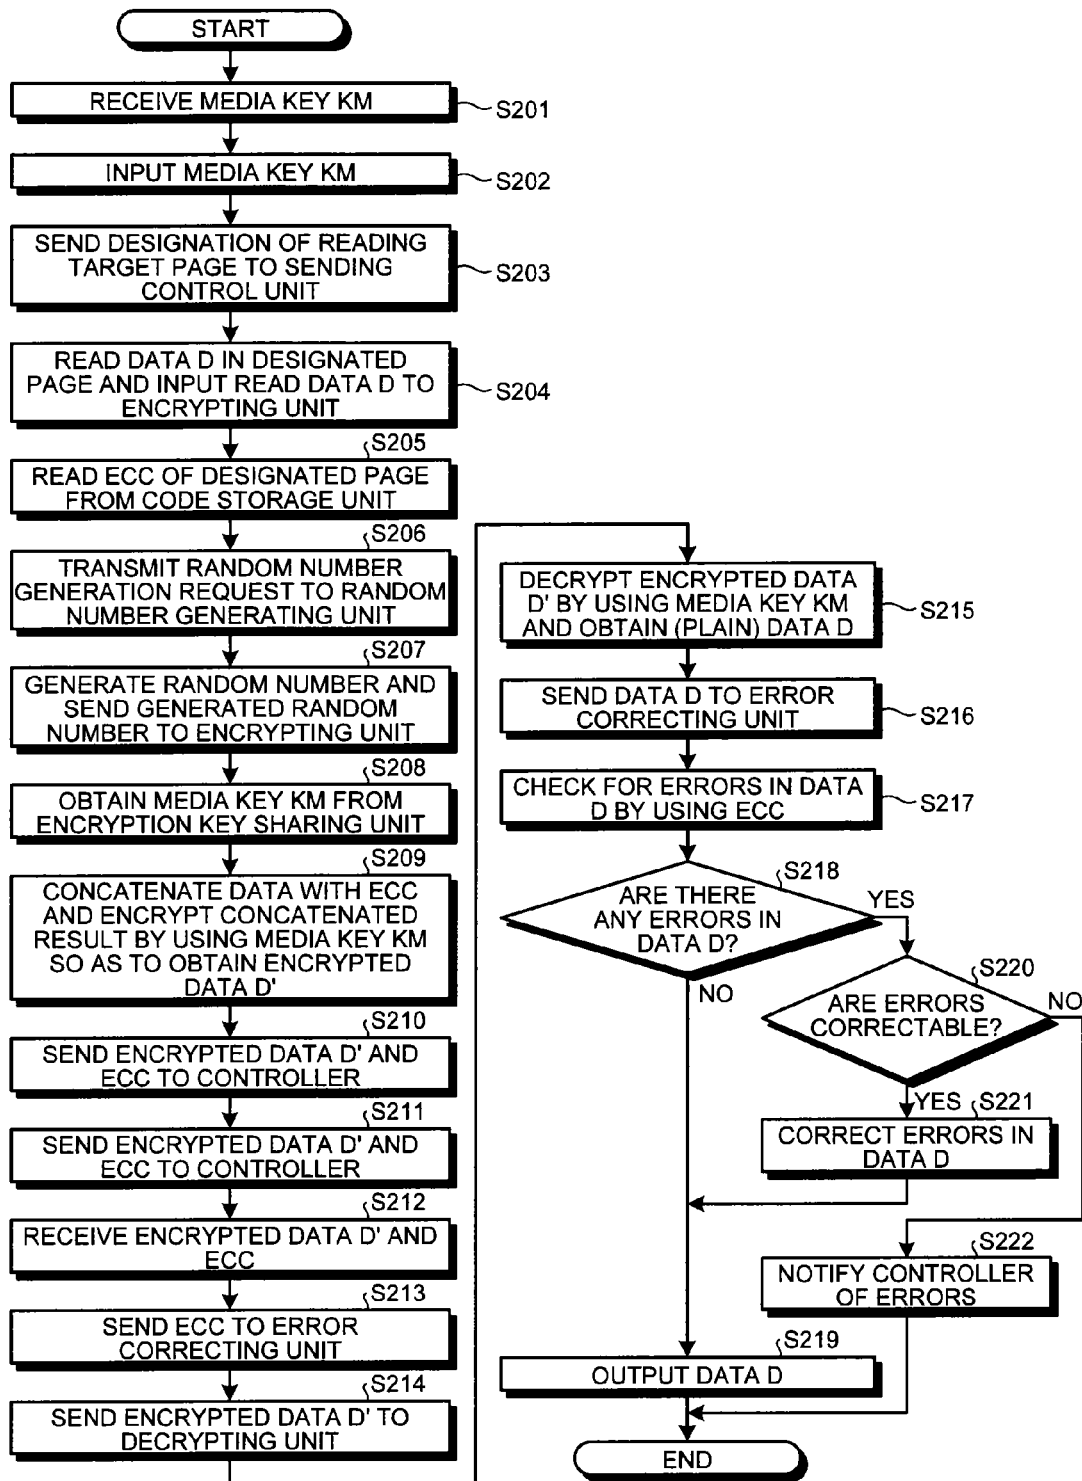 START
RECEIVE MEDIA KEY KM
S201
INPUT MEDIA KEY KM
S202
SEND DESIGNATION OF READING
TARGET PAGE TO SENDING
CONTROL UNIT
S203
READ DATA D IN DESIGNATED
PAGE AND INPUT READ DATA D TO
ENCRYPTING UNIT
S204
S205
READ ECC OF DESIGNATED PAGE
FROM CODE STORAGE UNIT
S206
TRANSMIT RANDOM NUMBER
GENERATION REQUEST TO RANDOM
NUMBER GENERATING UNIT
S207
GENERATE RANDOM NUMBER AND
SEND GENERATED RANDOM
NUMBER TO ENCRYPTING UNIT
S208
OBTAIN MEDIA KEY KM FROM
ENCRYPTION KEY SHARING UNIT
S209
CONCATENATE DATA WITH ECC
AND ENCRYPT CONCATENATED
RESULT BY USING MEDIA KEY KM
SO AS TO OBTAIN ENCRYPTED
DATA D'
S210
SEND ENCRYPTED DATA D' AND
ECC TO CONTROLLER
S211
SEND ENCRYPTED DATA D' AND
ECC TO CONTROLLER
S212
RECEIVE ENCRYPTED DATA D' AND
ECC
S213
SEND ECC TO ERROR
CORRECTING UNIT
S214
SEND ENCRYPTED DATA D' TO
DECRYPTING UNIT
DECRYPT ENCRYPTED DATA
D' BY USING MEDIA KEY KM
AND OBTAIN (PLAIN) DATA D
S215
SEND DATA D TO ERROR
CORRECTING UNIT
S216
CHECK FOR ERRORS IN DATA
D BY USING ECC
S217
S218
ARE THERE
ANY ERRORS IN
DATA D?
YES
NO
S220
ARE ERRORS
CORRECTABLE?
NO
YES
S221
CORRECT ERRORS IN
DATA D
S222
NOTIFY CONTROLLER
OF ERRORS
S219
OUTPUT DATA D
END